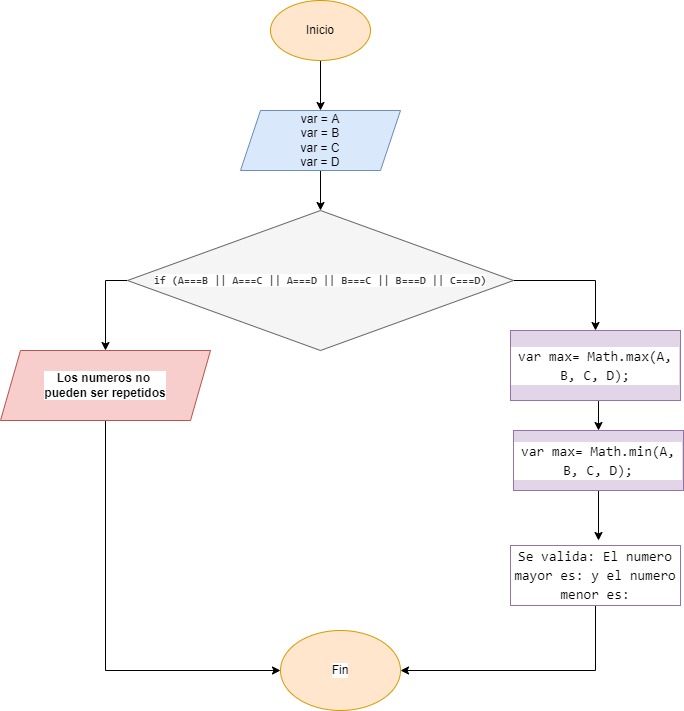 Inicio
var = A
var = B
var = C
var = D
if (A===B || A===C || A===D || B===C || B===D || C===D)
Los numeros no
pueden ser repetidos
var max= Math.max(A,
B, C, D);
var max= Math.min(A,
B, C, D);
Se valida: El numero
mayor es: y el numero
menor es:
Fin